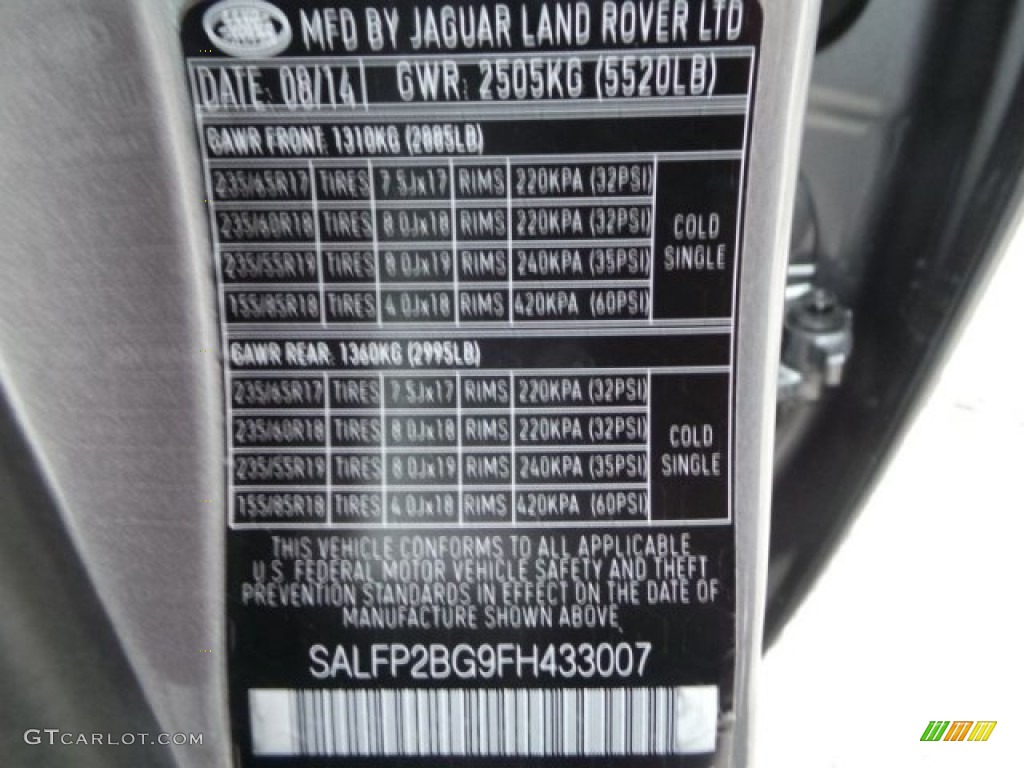 MFD BY JAGUAR LAND ROVER LTD
DATE: 08/14 GWR: 2505KG (5520LB)
GAWR FRONT: 1310KG (2885LB)
235/65R17 TIRES 7.5Jx17 RIMS 220KPA (32PSI)
235/60R18 TIRES 8.0Jx18 RIMS 220KPA (32PSI)
235/55R19 TIRES 8.0Jx19 RIMS 240KPA (35PSI)
155/85R18 TIRES 4.0Jx18 RIMS 420KPA (60PSI)
COLD
SINGLE
GAWR REAR: 1360KG (2995LB)
235/65R17 TIRES 7.5Jx17 RIMS 220KPA (32PSI)
235/60R18 TIRES 8.0Jx18 RIMS 220KPA (32PSI)
235/55R19 TIRES 8.0Jx19 RIMS 240KPA (35PSI)
155/85R18 TIRES 4.0Jx18 RIMS 420KPA (60PSI)
COLD
SINGLE
THIS VEHICLE CONFORMS TO ALL APPLICABLE
U.S. FEDERAL MOTOR VEHICLE SAFETY AND THEFT
PREVENTION STANDARDS IN EFFECT ON THE DATE OF
MANUFACTURE SHOWN ABOVE
SALFP2BG9FH433007
GTCARLOT.COM